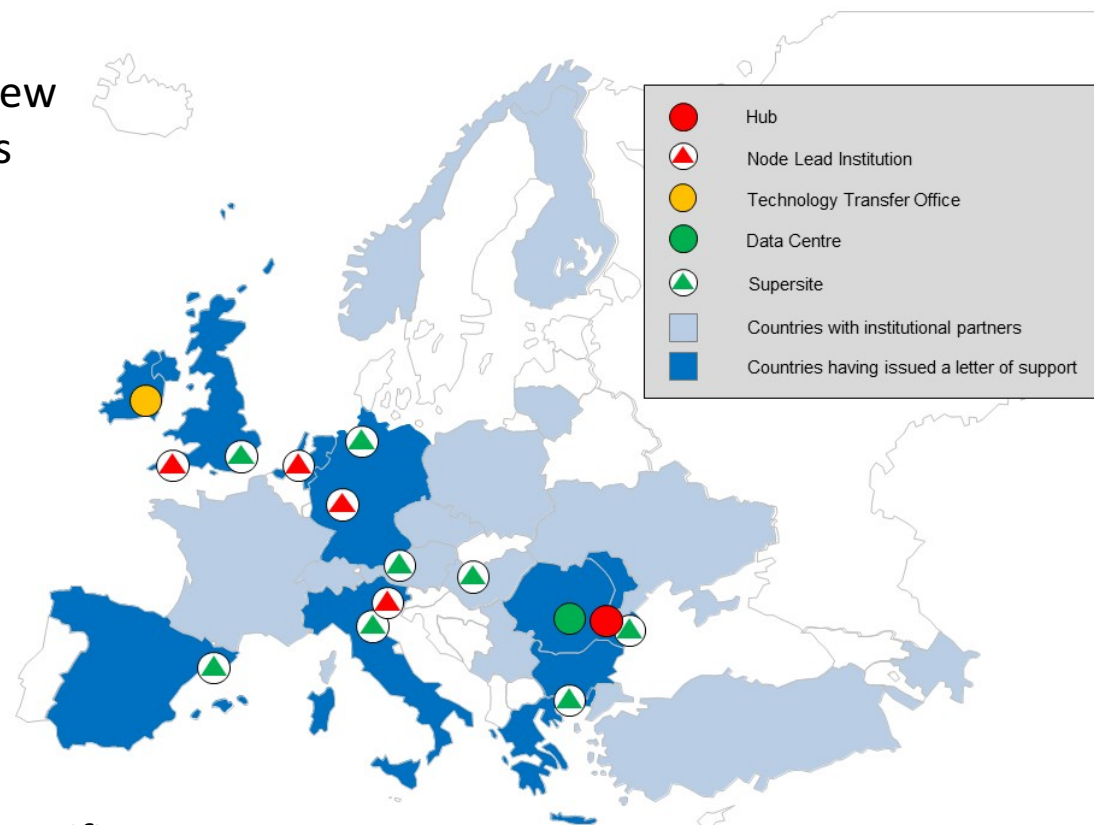 ew
s
Hub
Node Lead Institution
Technology Transfer Office
Data Centre
Supersite
Countries with institutional partners
Countries having issued a letter of support